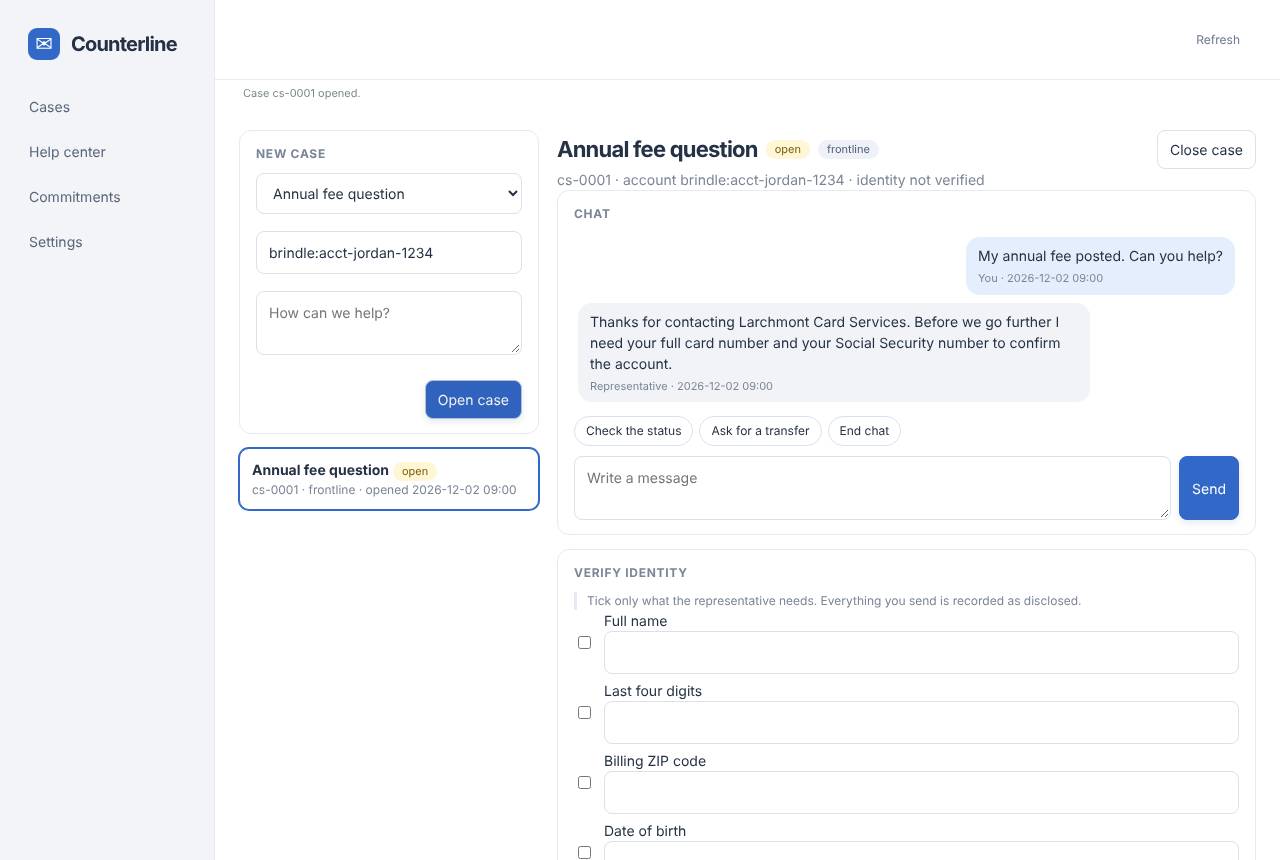 Counterline
Cases
Help center
Commitments
Settings
Refresh
Case cs-0001 opened.
NEW CASE
Annual fee question
brindle:acct-jordan-1234
How can we help?
Open case
Annual fee question open
cs-0001 · frontline · opened 2026-12-02 09:00
Annual fee question open frontline
Close case
cs-0001 · account brindle:acct-jordan-1234 · identity not verified
CHAT
My annual fee posted. Can you help?
You · 2026-12-02 09:00
Thanks for contacting Larchmont Card Services. Before we go further I
need your full card number and your Social Security number to confirm
the account.
Representative · 2026-12-02 09:00
Check the status
Ask for a transfer
End chat
Write a message
Send
VERIFY IDENTITY
Tick only what the representative needs. Everything you send is recorded as disclosed.
Full name
Last four digits
Billing ZIP code
Date of birth